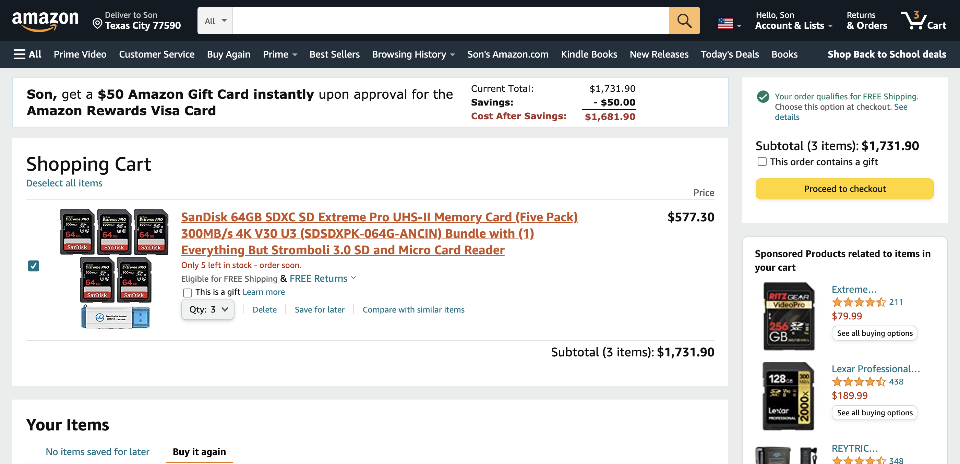 amazon
Deliver to Son
Texas City 77590
All
Hello, Son
Account & Lists
Returns
& Orders
3
Cart
All
Prime Video
Customer Service
Buy Again
Prime
Best Sellers
Browsing History
Son's Amazon.com
Kindle Books
New Releases
Today's Deals
Books
Shop Back to School deals
Son, get a $50 Amazon Gift Card instantly upon approval for the
Amazon Rewards Visa Card
Current Total: $1,731.90
Savings: - $50.00
Cost After Savings: $1,681.90
Shopping Cart
Deselect all items
Price
SanDisk 64GB SDXC SD Extreme Pro UHS-II Memory Card (Five Pack)
300MB/s 4K V30 U3 (SDSDXPK-064G-ANCIN) Bundle with (1)
Everything But Stromboli 3.0 SD and Micro Card Reader
$577.30
Only 5 left in stock - order soon.
Eligible for FREE Shipping & FREE Returns
This is a gift Learn more
Qty: 3
Delete
Save for later
Compare with similar items
Subtotal (3 items): $1,731.90
Your Items
No items saved for later
Buy it again
Your order qualifies for FREE Shipping.
Choose this option at checkout. See
details
Subtotal (3 items): $1,731.90
This order contains a gift
Proceed to checkout
Sponsored Products related to items in
your cart
RITZ GEAR
VideoPro
256
GB
Extreme...
211
$79.99
See all buying options
128GB
Lexar
PROFESSIONAL
2000x
Lexar Professional...
438
$189.99
See all buying options
REYTRIC...
348